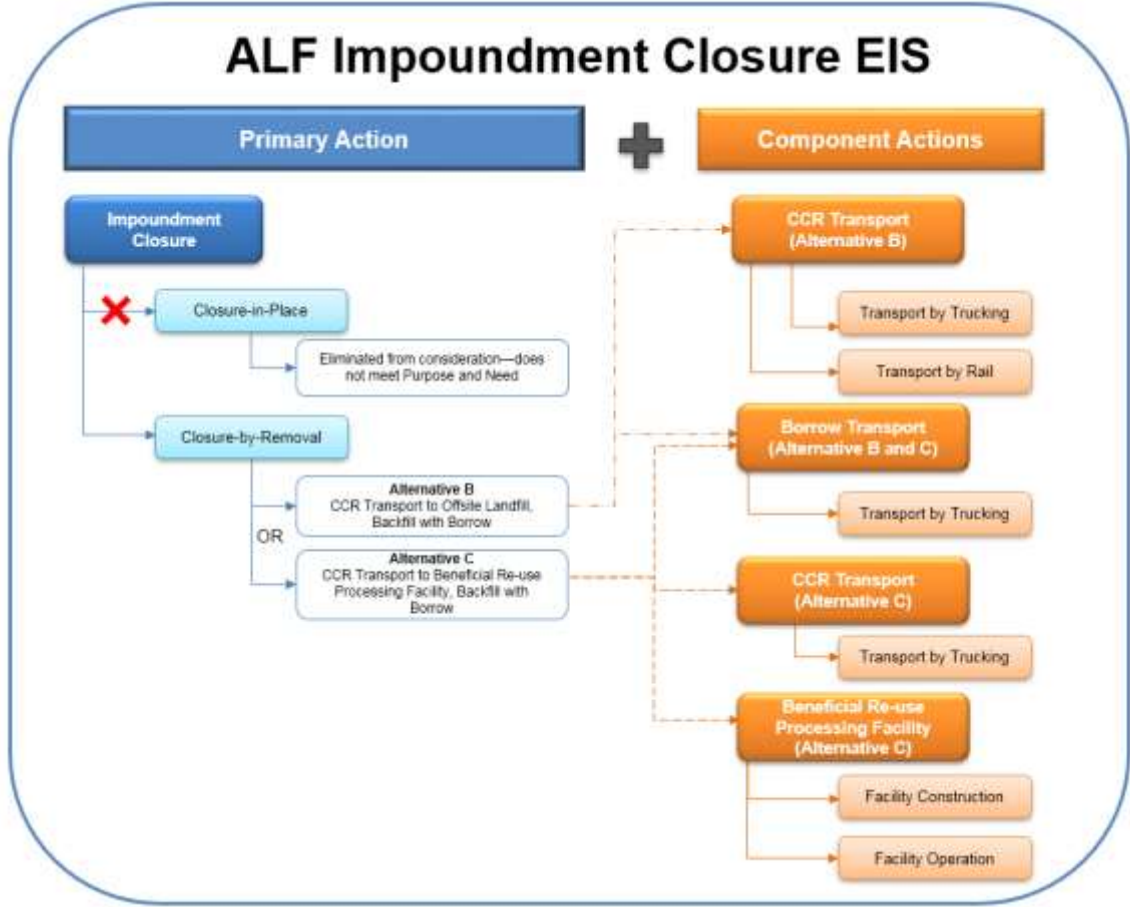 ALF Impoundment Closure EIS
Primary Action
Component Actions
Impoundment
Closure
Closure-in-Place
Eliminated from consideration—does
not meet Purpose and Need
Closure-by-Removal
Alternative B
CCR Transport to Offsite Landfill,
Backfill with Borrow
OR
Alternative C
CCR Transport to Beneficial Re-use
Processing Facility, Backfill with
Borrow
CCR Transport
(Alternative B)
Transport by Trucking
Transport by Rail
Borrow Transport
(Alternative B and C)
Transport by Trucking
CCR Transport
(Alternative C)
Transport by Trucking
Beneficial Re-use
Processing Facility
(Alternative C)
Facility Construction
Facility Operation